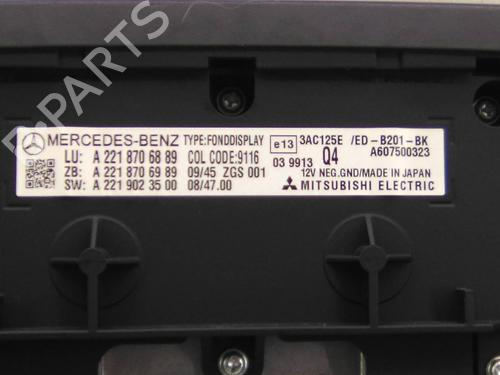 B-PARTS
MERCEDES-BENZ TYPE:FONDDISPLAY e13 3AC125E /ED-B201-BK
LU: A 221 870 68 89 COL CODE:9116 03 9913 Q4 A607500323
ZB: A 221 870 69 89 09/45 ZGS 001 12V NEG.GND/MADE IN JAPAN
SW: A 221 902 35 00 08/47.00 MITSUBISHI ELECTRIC